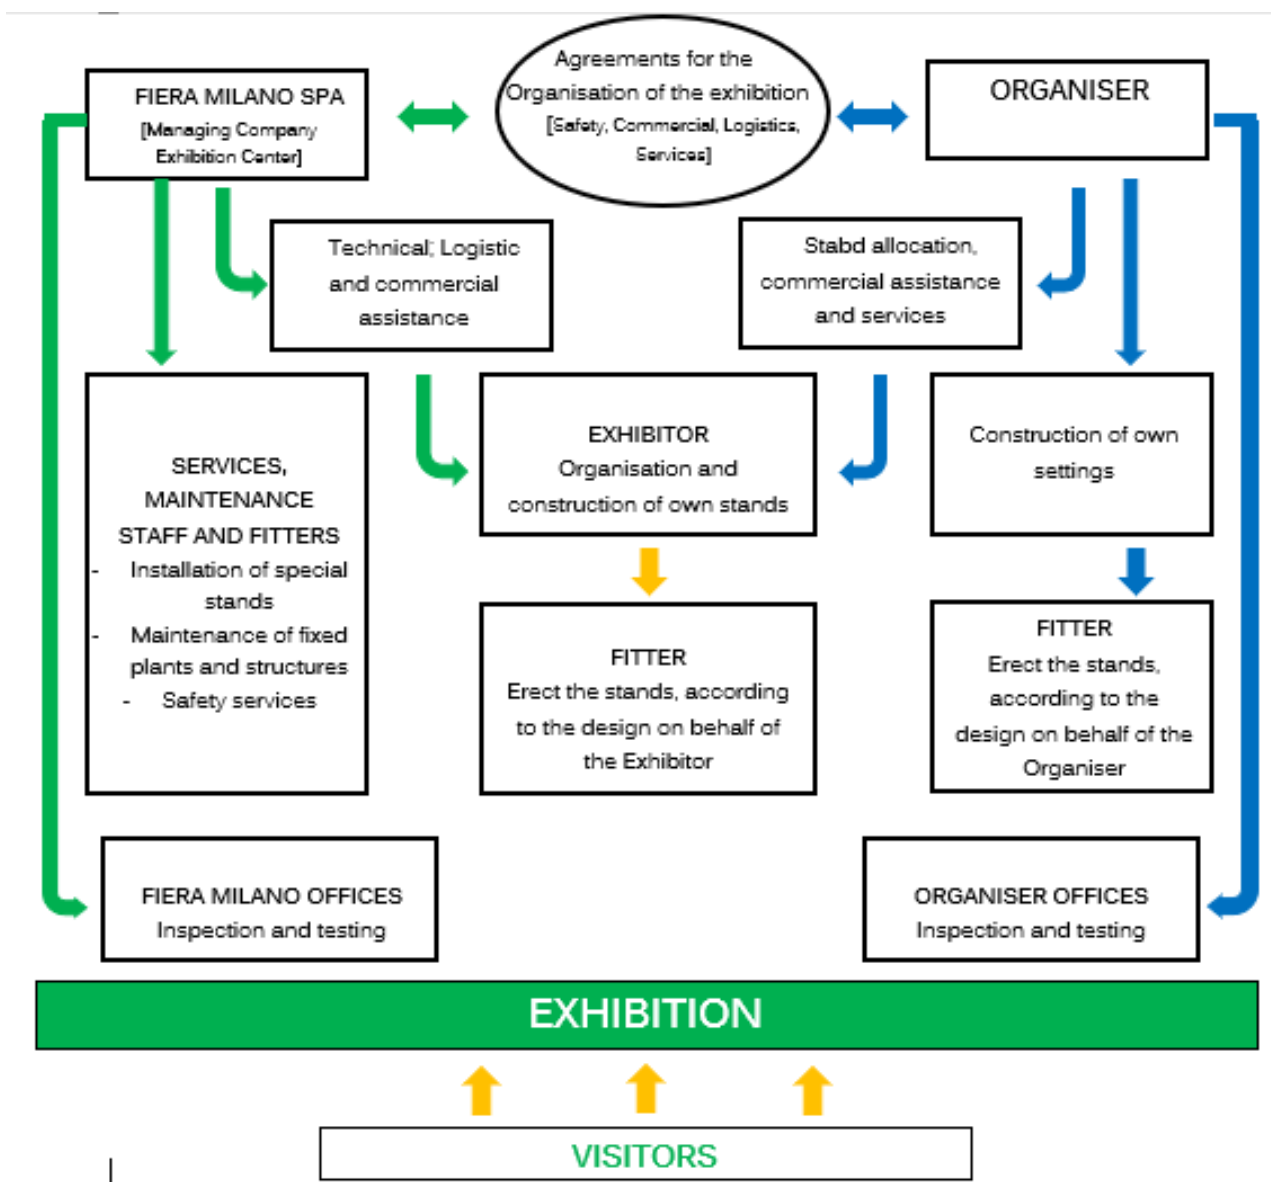 FIERA MILANO SPA
[Managing Company
Exhibition Center]
Agreements for the
Organisation of the exhibition
[Safety, Commercial, Logistics,
Services]
ORGANISER
Technical, Logistic
and commercial
assistance
Stabd allocation,
commercial assistance
and services
SERVICES,
MAINTENANCE
STAFF AND FITTERS
- Installation of special
stands
- Maintenance of fixed
plants and structures
- Safety services
EXHIBITOR
Organisation and
construction of own stands
Construction of own
settings
FITTER
Erect the stands, according
to the design on behalf of
the Exhibitor
FITTER
Erect the stands,
according to the
design on behalf of the
Organiser
FIERA MILANO OFFICES
Inspection and testing
ORGANISER OFFICES
Inspection and testing
EXHIBITION
VISITORS